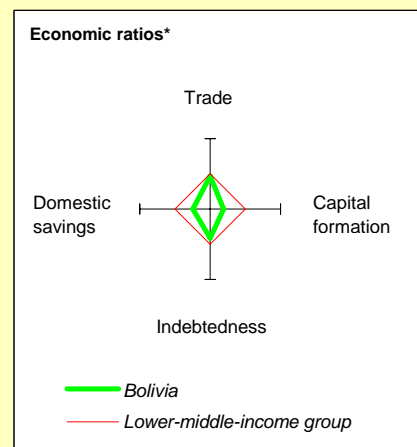 Economic ratios*
Trade
Domestic
savings
Capital
formation
Indebtedness
Bolivia
Lower-middle-income group